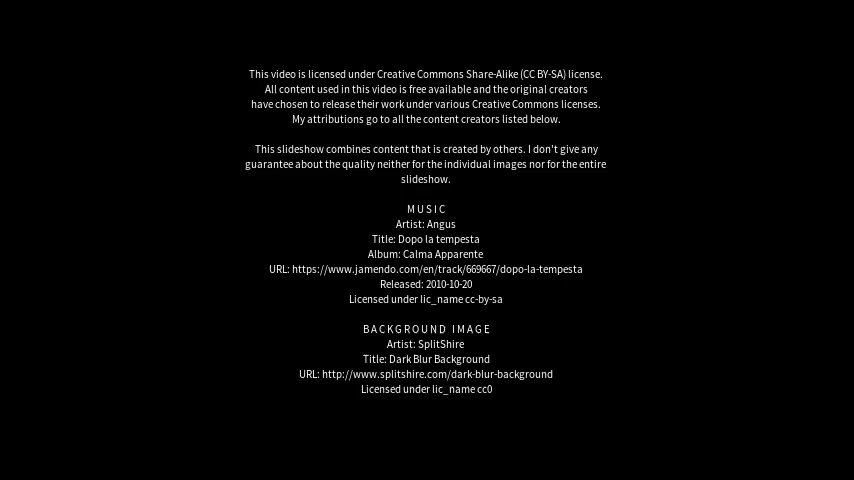 This video is licensed under Creative Commons Share-Alike (CC BY-SA) license.
All content used in this video is free available and the original creators
have chosen to release their work under various Creative Commons licenses.
My attributions go to all the content creators listed below.
This slideshow combines content that is created by others. I don't give any
guarantee about the quality neither for the individual images nor for the entire
slideshow.
MUSIC
Artist: Angus
Title: Dopo la tempesta
Album: Calma Apparente
URL: https://www.jamendo.com/en/track/669667/dopo-la-tempesta
Released: 2010-10-20
Licensed under lic_name cc-by-sa
BACKGROUND IMAGE
Artist: SplitShire
Title: Dark Blur Background
URL: http://www.splitshire.com/dark-blur-background
Licensed under lic_name cc0